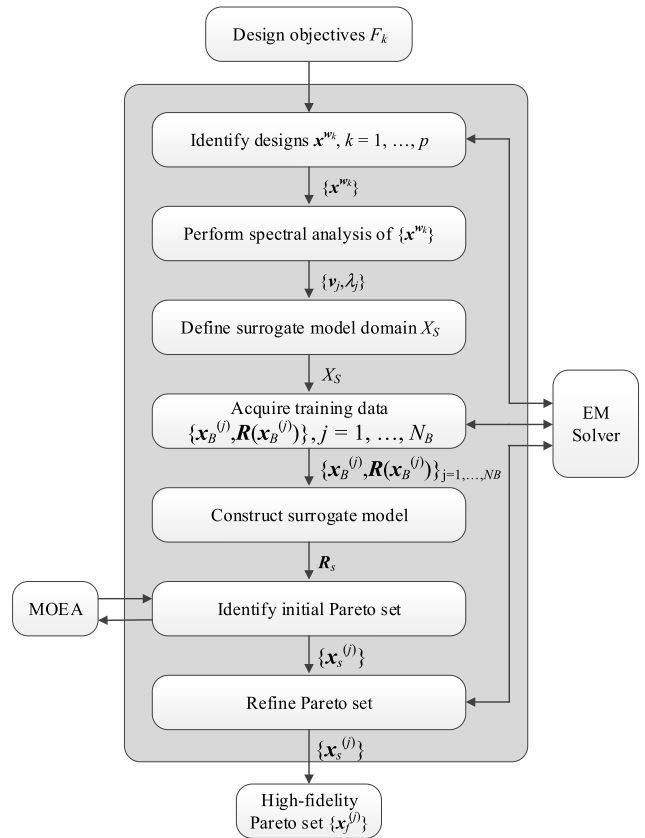 Design objectives F_k
Identify designs x^{w_k}, k = 1, …, p
{x^{w_k}}
Perform spectral analysis of {x^{w_k}}
{v_j,λ_j}
Define surrogate model domain X_S
X_S
Acquire training data
{x_B^{(j)},R(x_B^{(j)})}, j = 1, …, N_B
EM
Solver
{x_B^{(j)},R(x_B^{(j)})}_{j=1,…,NB}
Construct surrogate model
R_s
MOEA
Identify initial Pareto set
{x_s^{(j)}}
Refine Pareto set
{x_s^{(j)}}
High-fidelity
Pareto set {x_f^{(j)}}